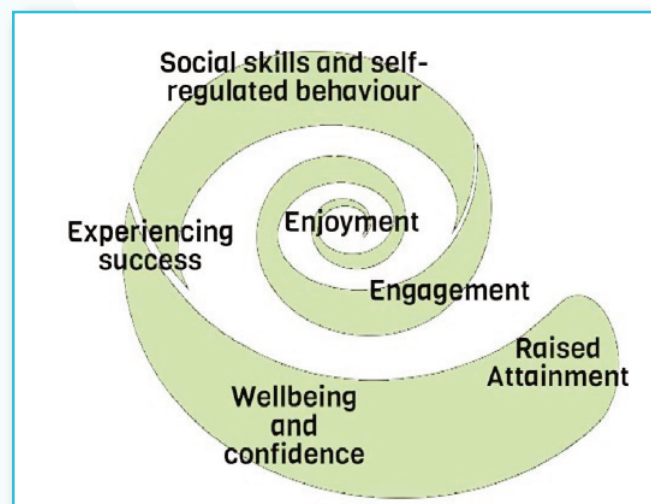 Social skills and self-
regulated behaviour
Enjoyment
Experiencing
success
Engagement
Raised
Attainment
Wellbeing
and
confidence